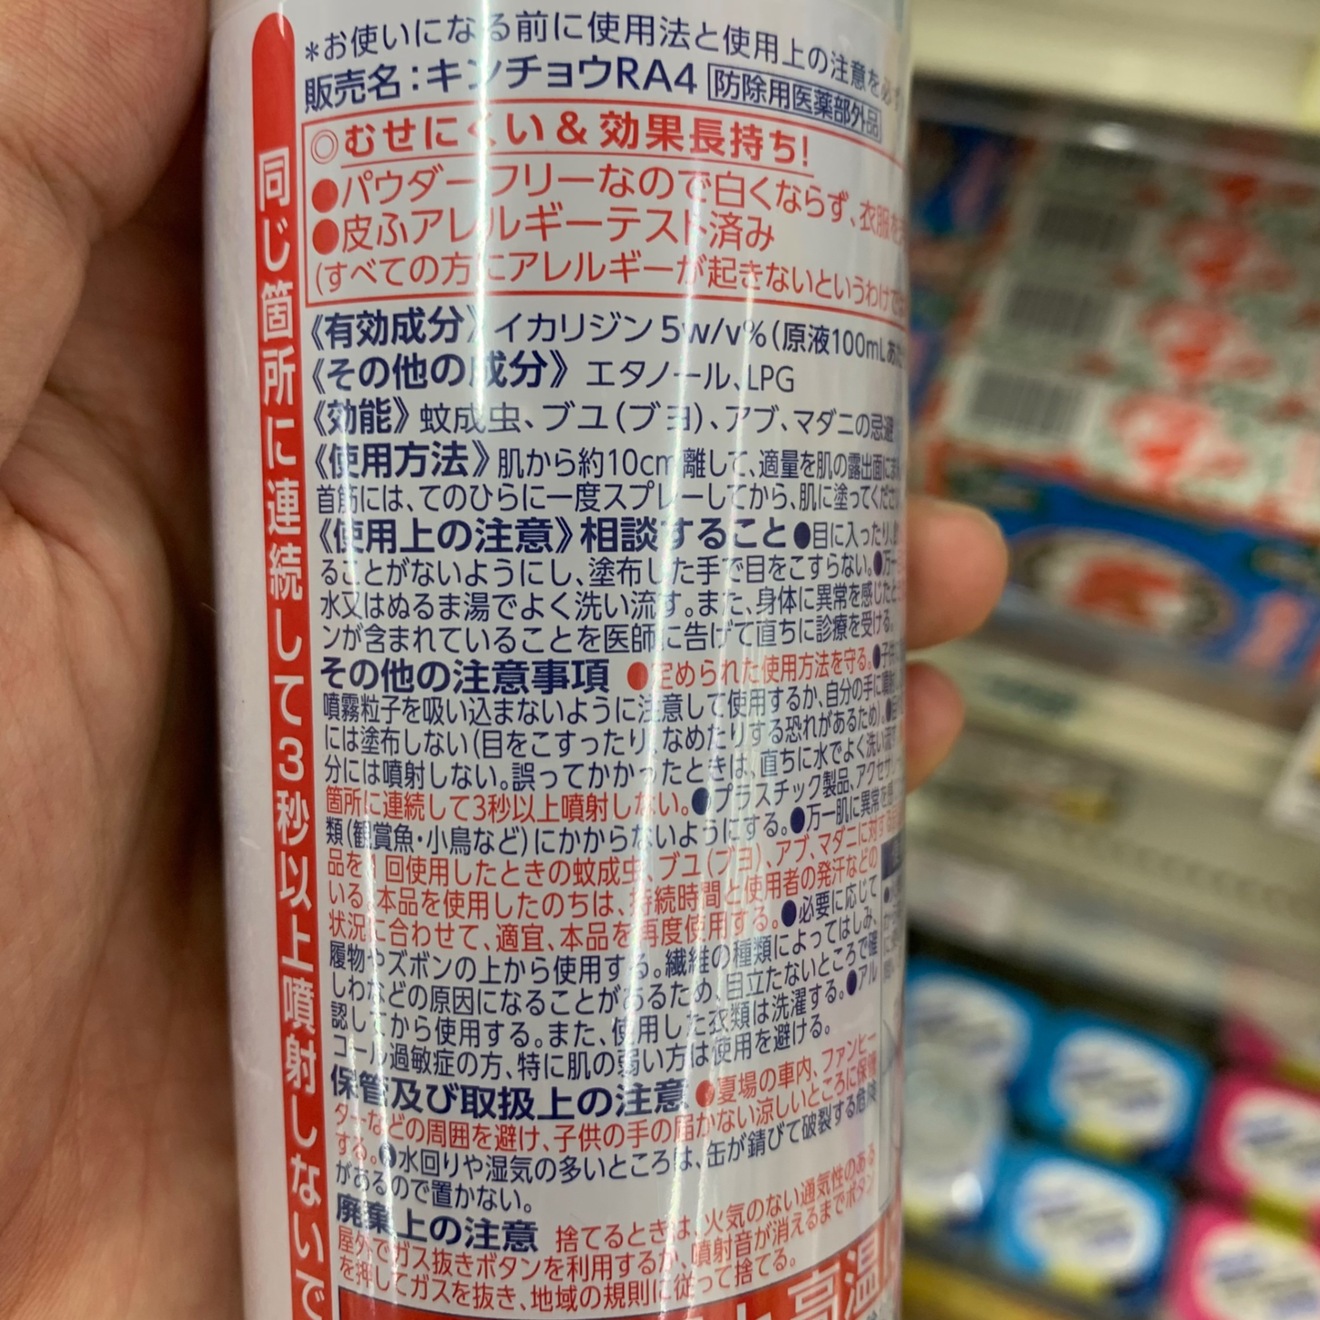 同じ箇所に連続して3秒以上噴射しないで
*お使いになる前に使用法と使用上の注意を必ず
販売名：キンチョウRA4 防除用医薬部外品
◎むせにくい＆効果長持ち!
●パウダーフリーなので白くならず、衣服を
●皮ふアレルギーテスト済み
(すべての方にアレルギーが起きないというわけで
《有効成分》イカリジン 5w/v%(原液100mLあた
《その他の成分》エタノール、LPG
《効能》蚊成虫、ブユ(ブヨ)、アブ、マダニの忌避
《使用方法》肌から約10cm離して、適量を肌の露出面に
首筋には、てのひらに一度スプレーしてから、肌に塗ってください
《使用上の注意》相談すること ●目に入ったり、
ることがないようにし、塗布した手で目をこすらない。●万一
水又はぬるま湯でよく洗い流す。また、身体に異常を感じたと
ンが含まれていることを医師に告げて直ちに診療を受ける。
その他の注意事項 ●定められた使用方法を守る。●子供
噴霧粒子を吸い込まないように注意して使用するか、自分の手に噴射
には塗布しない(目をこすったり、なめたりする恐れがあるため)。●
分には噴射しない。誤ってかかったときは、直ちに水でよく洗い流す
箇所に連続して3秒以上噴射しない。●プラスチック製品、アクセサリー
類(観賞魚・小鳥など)にかからないようにする。●万一肌に異常を
品を1回使用したときの蚊成虫、ブユ(ブヨ)、アブ、マダニに対する
いる。本品を使用したのちは、持続時間と使用者の発汗などの
状況に合わせて、適宜、本品を再度使用する。●必要に応じて
履物やズボンの上から使用する。繊維の種類によってはしみ、
しわなどの原因になることがあるため、目立たないところで確
認してから使用する。また、使用した衣類は洗濯する。●アル
コール過敏症の方、特に肌の弱い方は使用を避ける。
保管及び取扱上の注意 ●夏場の車内、ファンヒー
ターなどの周囲を避け、子供の手の届かない涼しいところに保管
する。●水回りや湿気の多いところは、缶が錆びて破裂する危険
があるので置かない。
廃棄上の注意 捨てるときは、火気のない通気性のある
屋外でガス抜きボタンを利用するか、噴射音が消えるまでボタン
を押してガスを抜き、地域の規則に従って捨てる。
高温